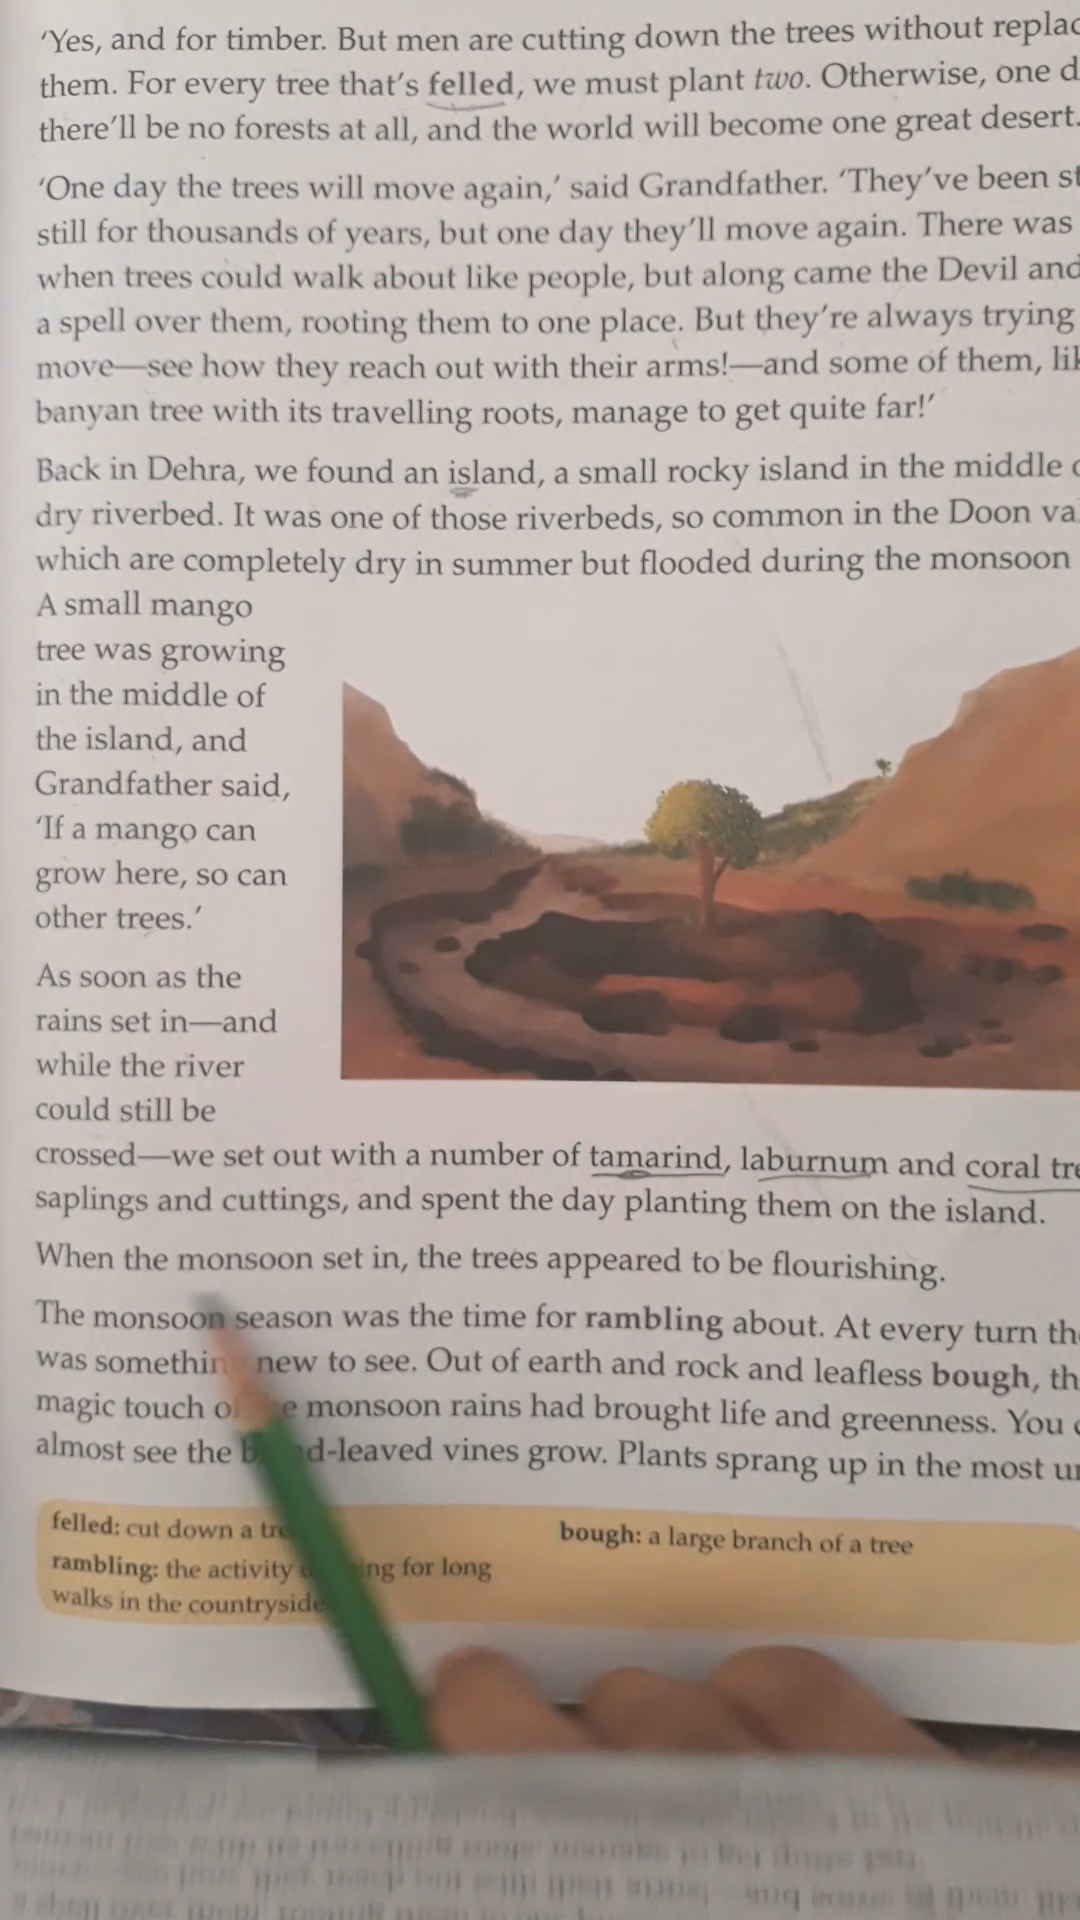 ‘Yes, and for timber. But men are cutting down the trees without
them. For every tree that’s felled, we must plant two. Otherwise, one
there’ll be no forests at all, and the world will become one great desert.
‘One day the trees will move again,’ said Grandfather. ‘They’ve been
still for thousands of years, but one day they’ll move again. There was
when trees could walk about like people, but along came the Devil and
a spell over them, rooting them to one place. But they’re always trying
move—see how they reach out with their arms!—and some of them,
banyan tree with its travelling roots, manage to get quite far!’
Back in Dehra, we found an island, a small rocky island in the middle
dry riverbed. It was one of those riverbeds, so common in the Doon
which are completely dry in summer but flooded during the monsoon
A small mango
tree was growing
in the middle of
the island, and
Grandfather said,
‘If a mango can
grow here, so can
other trees.’
As soon as the
rains set in—and
while the river
could still be
crossed—we set out with a number of tamarind, laburnum and coral
saplings and cuttings, and spent the day planting them on the island.
When the monsoon set in, the trees appeared to be flourishing.
The monsoon season was the time for rambling about. At every turn
was new to see. Out of earth and rock and leafless bough,
magic touch monsoon rains had brought life and greenness. You
almost see the vines grow. Plants sprang up in the most
felled: cut down a
rambling: the activity for long
walks in the countryside
bough: a large branch of a tree